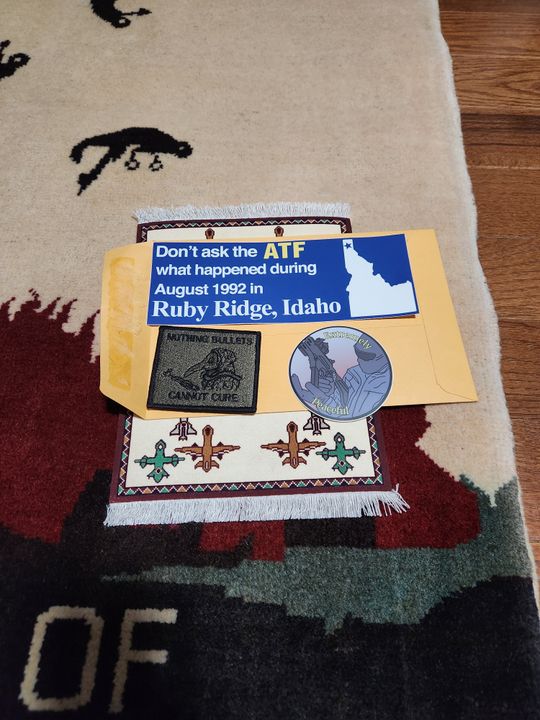 Don't ask the ATF
what happened during
August 1992 in
Ruby Ridge, Idaho
NOTHING BULLETS
CANNOT CURE
Extremely
Peaceful
OF